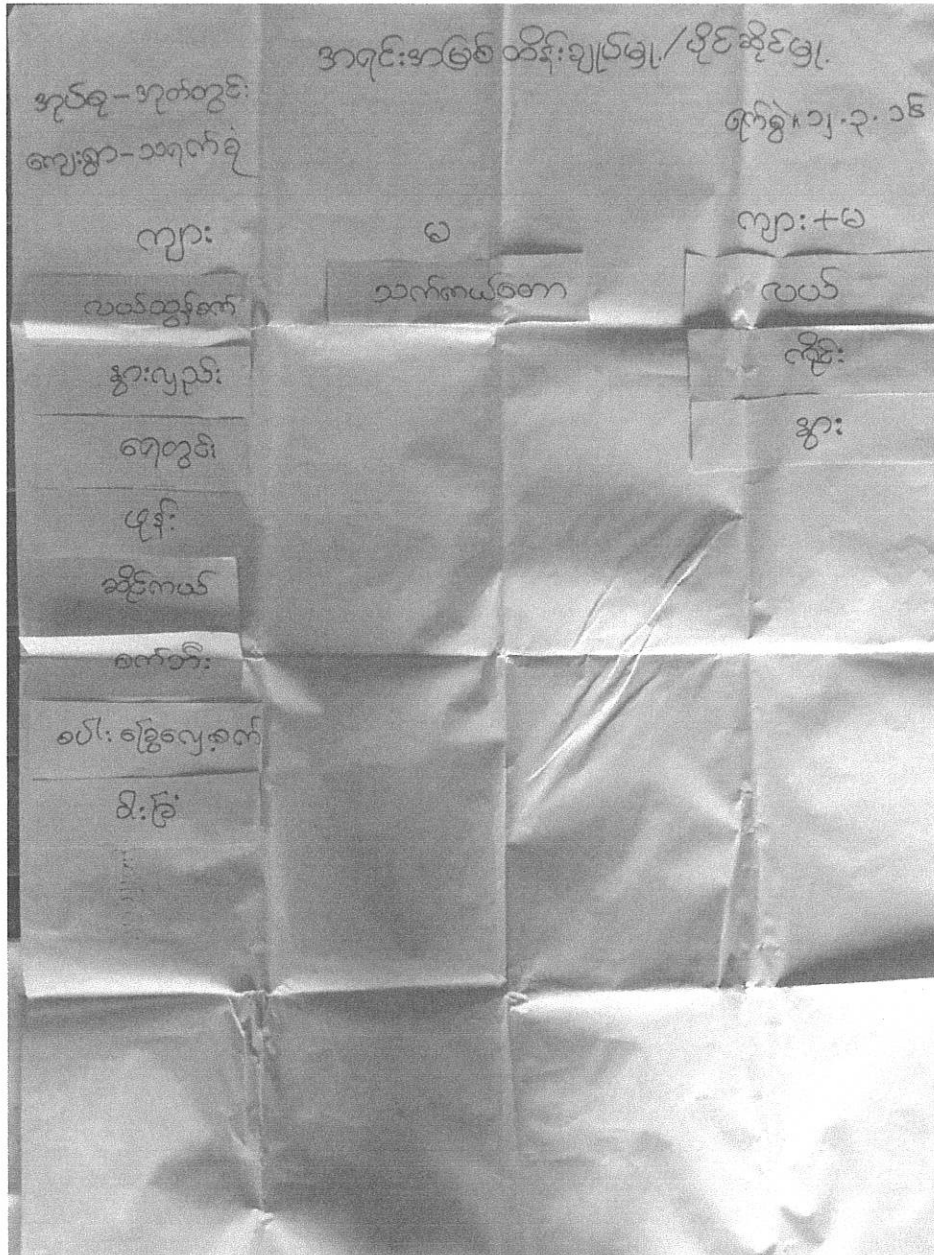 အရင်းအမြစ် ထိန်းချုပ်မှု / ပိုင်ဆိုင်မှု
အုပ်စု - အုတ်တွင်း
ရက်စွဲ၊ ၁၂.၃.၁၆
ကျေးရွာ - သရက်ခုံ
ကျား
မ
ကျား + မ
လယ်ထွန်စက်
သက်ကယ်တော
လယ်
နွားလှည်း
ကိုင်း
ရေတွင်း
နွား
ဖုန်း
ဆိုင်ကယ်
စက်ဘီး
စပါးခြွေလှေ့စက်
ဝါးခြံ